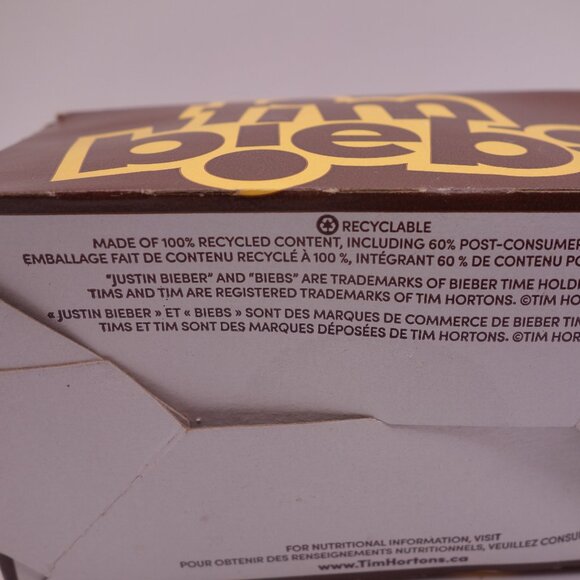 tim
biebs
RECYCLABLE
MADE OF 100% RECYCLED CONTENT, INCLUDING 60% POST-CONSUMER
EMBALLAGE FAIT DE CONTENU RECYCLÉ À 100 %, INTÉGRANT 60 % DE CONTENU
"JUSTIN BIEBER" AND "BIEBS" ARE TRADEMARKS OF BIEBER TIME
TIMS AND TIM ARE REGISTERED TRADEMARKS OF TIM HORTONS. ©TIM
« JUSTIN BIEBER » ET « BIEBS » SONT DES MARQUES DE COMMERCE DE BIEBER
TIMS ET TIM SONT DES MARQUES DÉPOSÉES DE TIM HORTONS. ©TIM
FOR NUTRITIONAL INFORMATION, VISIT
POUR OBTENIR DES RENSEIGNEMENTS NUTRITIONNELS, VEUILLEZ
www.TimHortons.ca